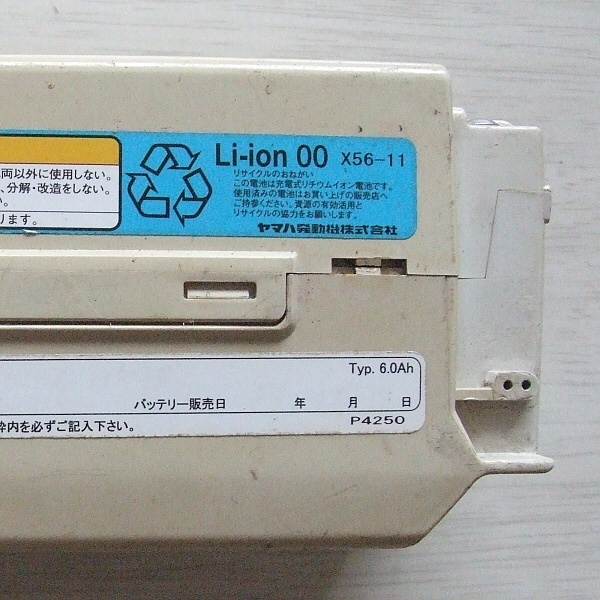 両以外に使用しない。
、分解・改造をしない。
い。
ります。
Li-ion 00 X56-11
リサイクルのおねがい
この電池は充電式リチウムイオン電池です。
使用済みの電池はお買い上げの販売店へ
ご持参ください。資源の有効活用と
リサイクルの協力をお願いします。
ヤマハ発動機株式会社
Typ. 6.0Ah
バッテリー販売日 年 月 日
枠内を必ずご記入下さい。 P4250